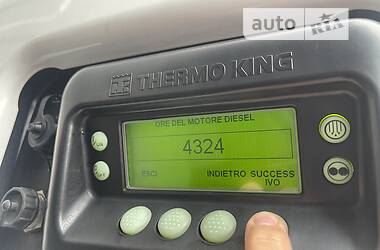 auto
RIA
THERMO KING
ORE DEL MOTORE DIESEL
4324
ESCI INDIETRO SUCCESS
IVO